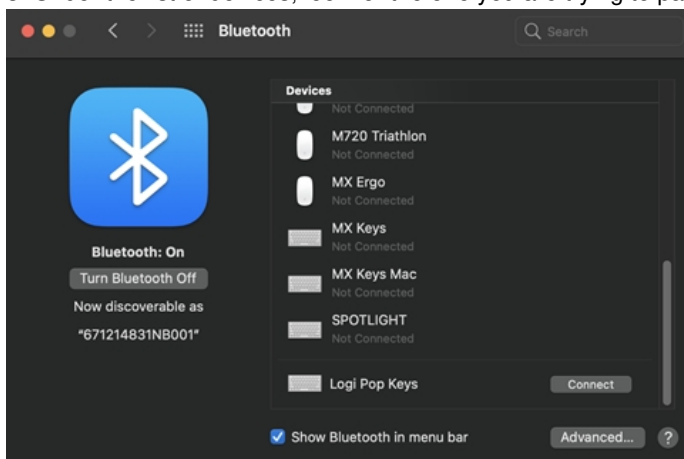 Bluetooth
Search
Devices
Not Connected
M720 Triathlon
Not Connected
MX Ergo
Not Connected
MX Keys
Not Connected
MX Keys Mac
Not Connected
SPOTLIGHT
Not Connected
Logi Pop Keys
Connect
Bluetooth: On
Turn Bluetooth Off
Now discoverable as
"671214831NB001"
Show Bluetooth in menu bar
Advanced...
?